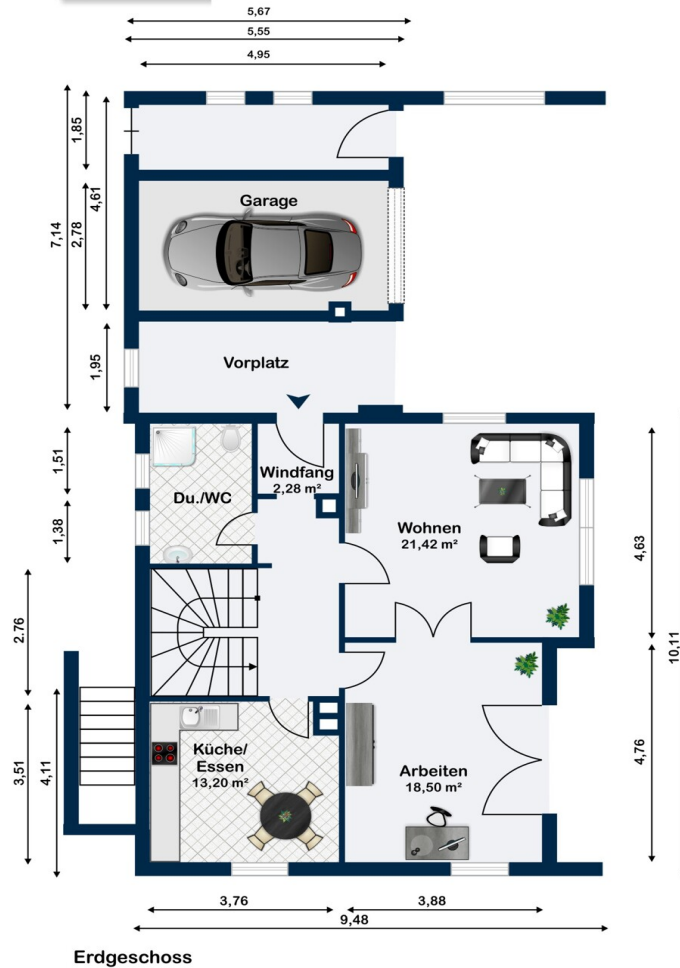 5,67
5,55
4,95
1,85
4,61
7,14
2,78
Garage
1,95
Vorplatz
1,51
Windfang
2,28 m²
Du./WC
Wohnen
21,42 m²
1,38
4,63
2.76
10,11
3,51
4,11
Küche/
Essen
13,20 m²
Arbeiten
18,50 m²
4,76
3,76
3,88
9,48
Erdgeschoss